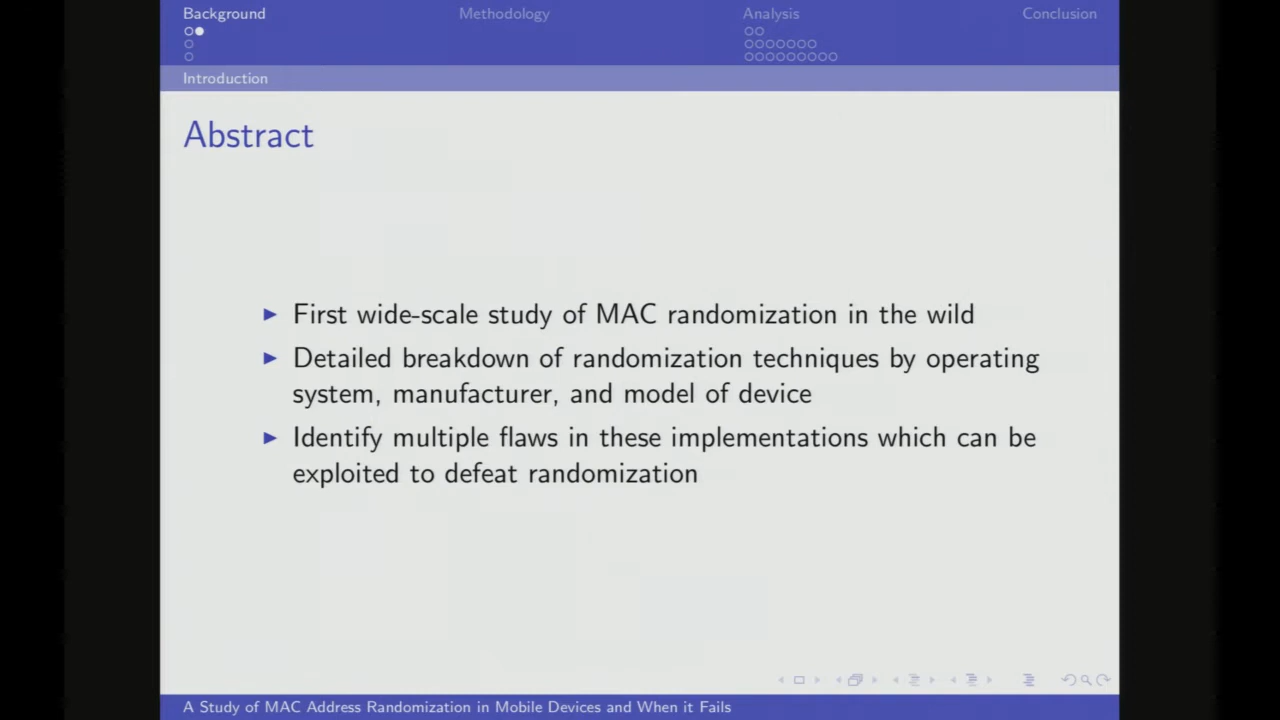 Background
Methodology
Analysis
Conclusion
Introduction
Abstract
First wide-scale study of MAC randomization in the wild
Detailed breakdown of randomization techniques by operating
system, manufacturer, and model of device
Identify multiple flaws in these implementations which can be
exploited to defeat randomization
A Study of MAC Address Randomization in Mobile Devices and When it Fails